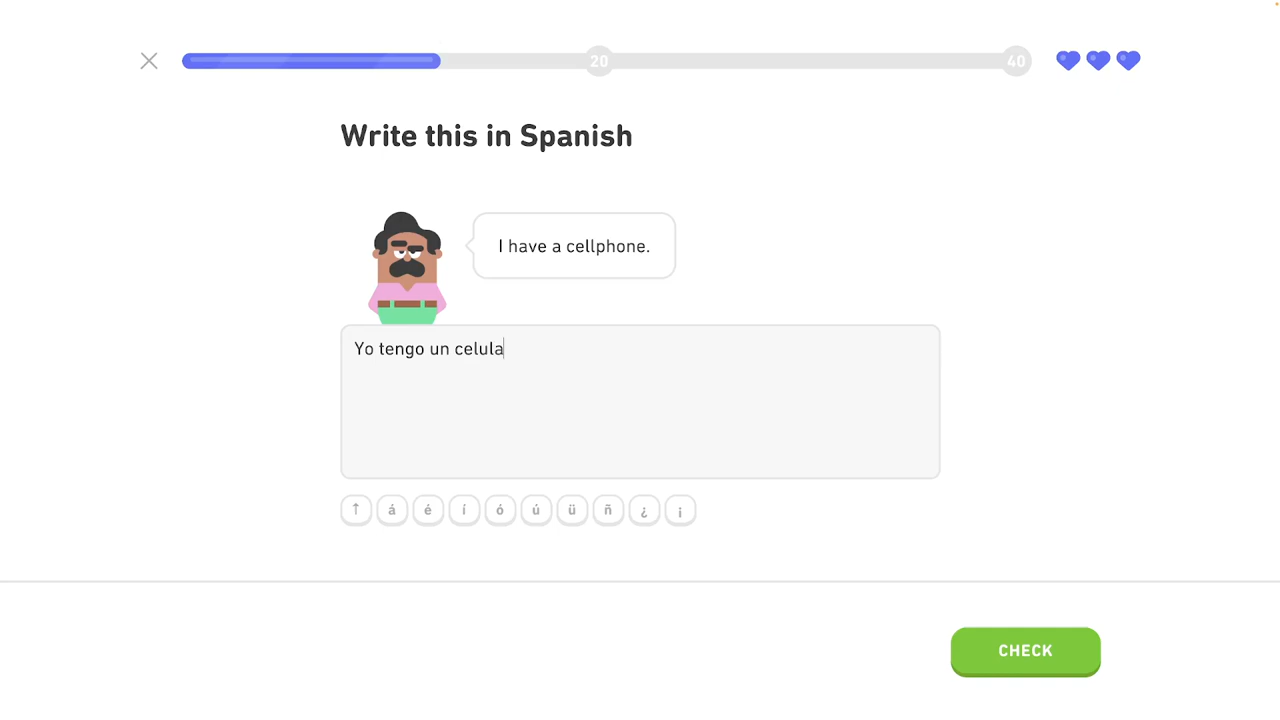 20
40
Write this in Spanish
I have a cellphone.
Yo tengo un celula
↑ á é í ó ú ü ñ ¿ ¡
CHECK